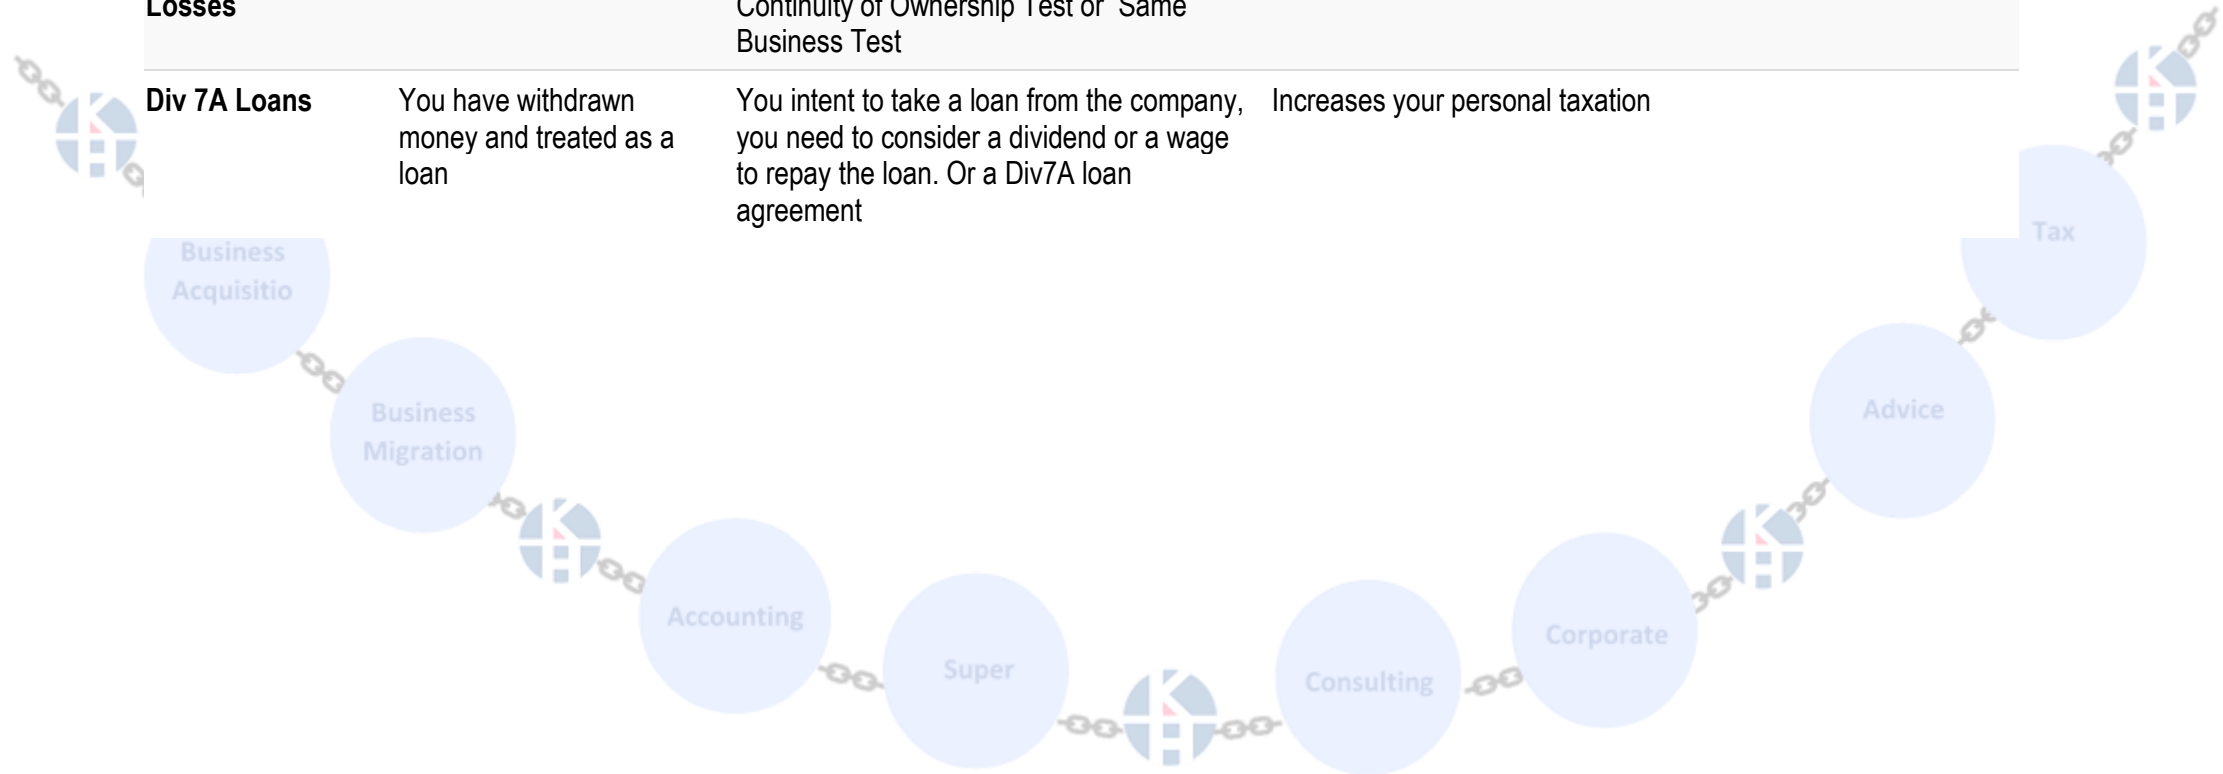 Losses
Continuity of Ownership Test or Same
Business Test
Div 7A Loans
You have withdrawn
money and treated as a
loan
You intent to take a loan from the company,
you need to consider a dividend or a wage
to repay the loan. Or a Div7A loan
agreement
Increases your personal taxation
Tax
Business
Acquisitio
Business
Migration
Advice
Accounting
Super
Consulting
Corporate